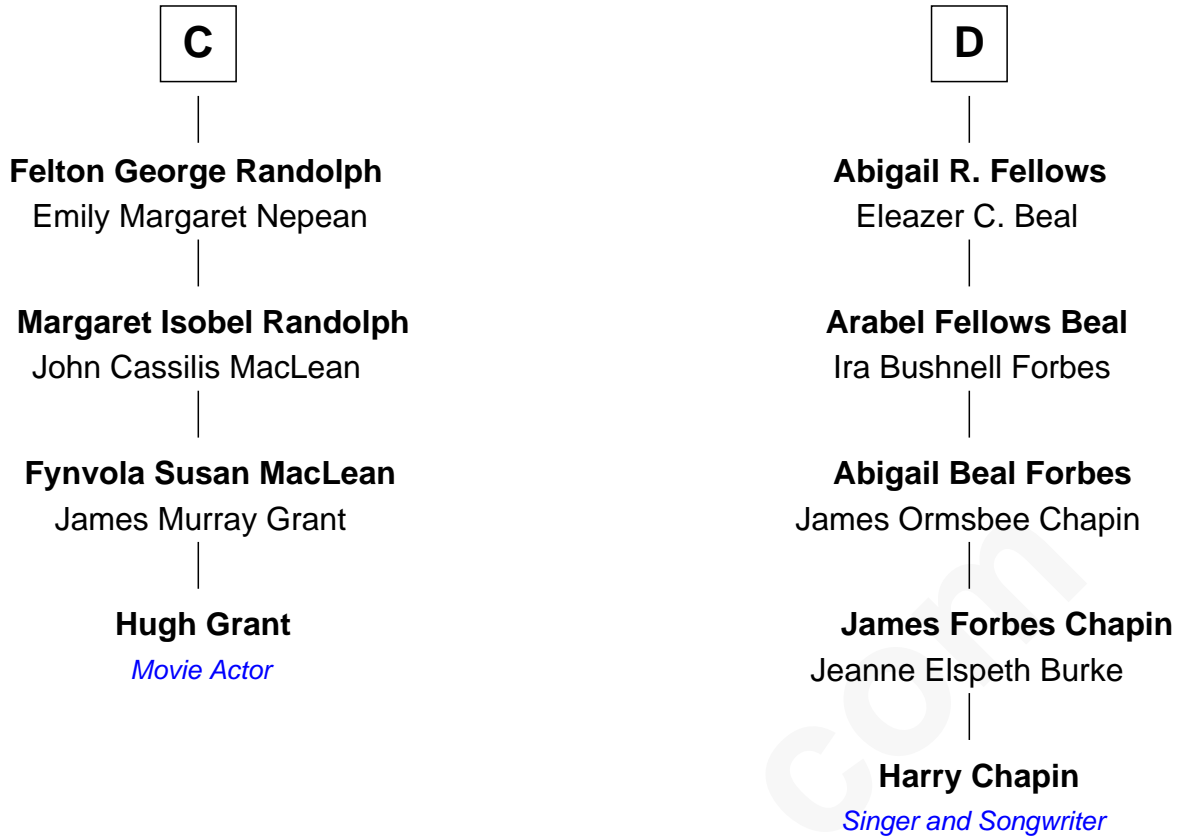 C
Felton George Randolph
Emily Margaret Nepean
Margaret Isobel Randolph
John Cassilis MacLean
Fynvola Susan MacLean
James Murray Grant
Hugh Grant
Movie Actor
D
Abigail R. Fellows
Eleazer C. Beal
Arabel Fellows Beal
Ira Bushnell Forbes
Abigail Beal Forbes
James Ormsbee Chapin
James Forbes Chapin
Jeanne Elspeth Burke
Harry Chapin
Singer and Songwriter
com